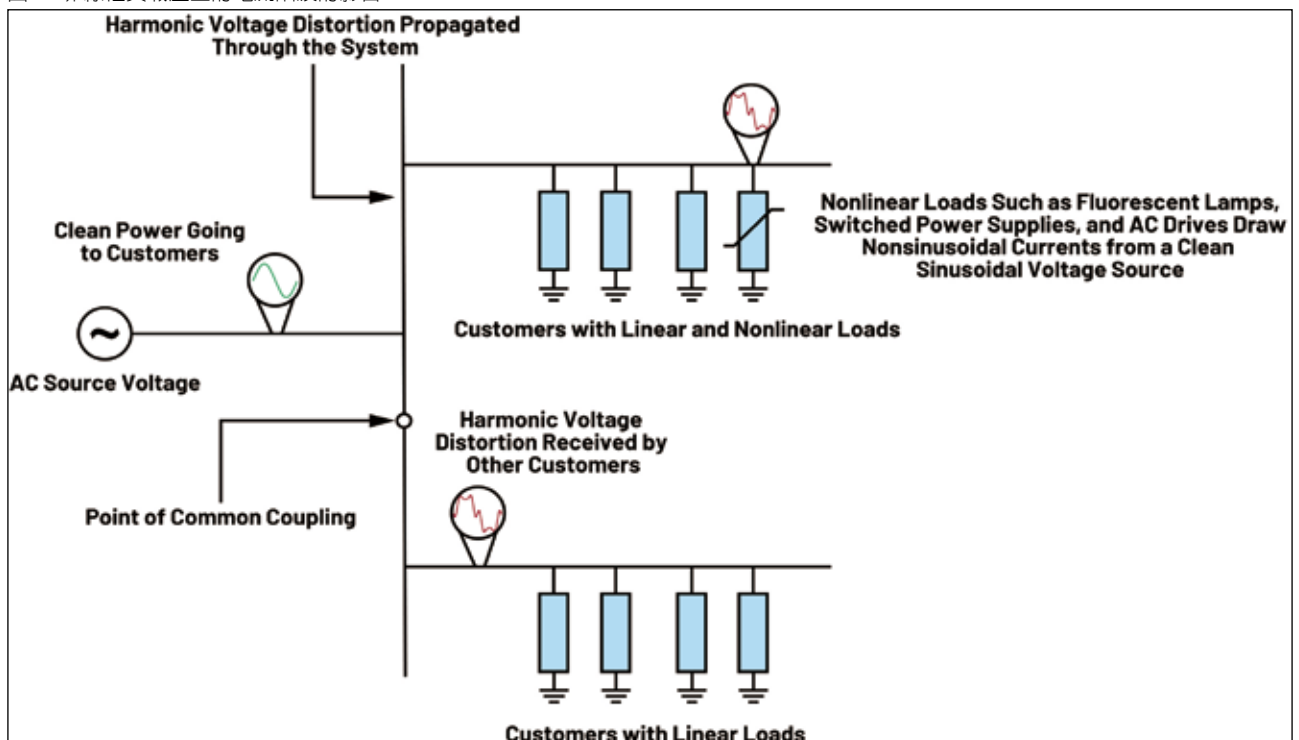 Harmonic Voltage Distortion Propagated
Through the System
Clean Power Going
to Customers
Nonlinear Loads Such as Fluorescent Lamps,
Switched Power Supplies, and AC Drives Draw
Nonsinusoidal Currents from a Clean
Sinusoidal Voltage Source
~
Customers with Linear and Nonlinear Loads
AC Source Voltage
Harmonic Voltage
Distortion Received by
Other Customers
Point of Common Coupling
Customers with Linear Loads